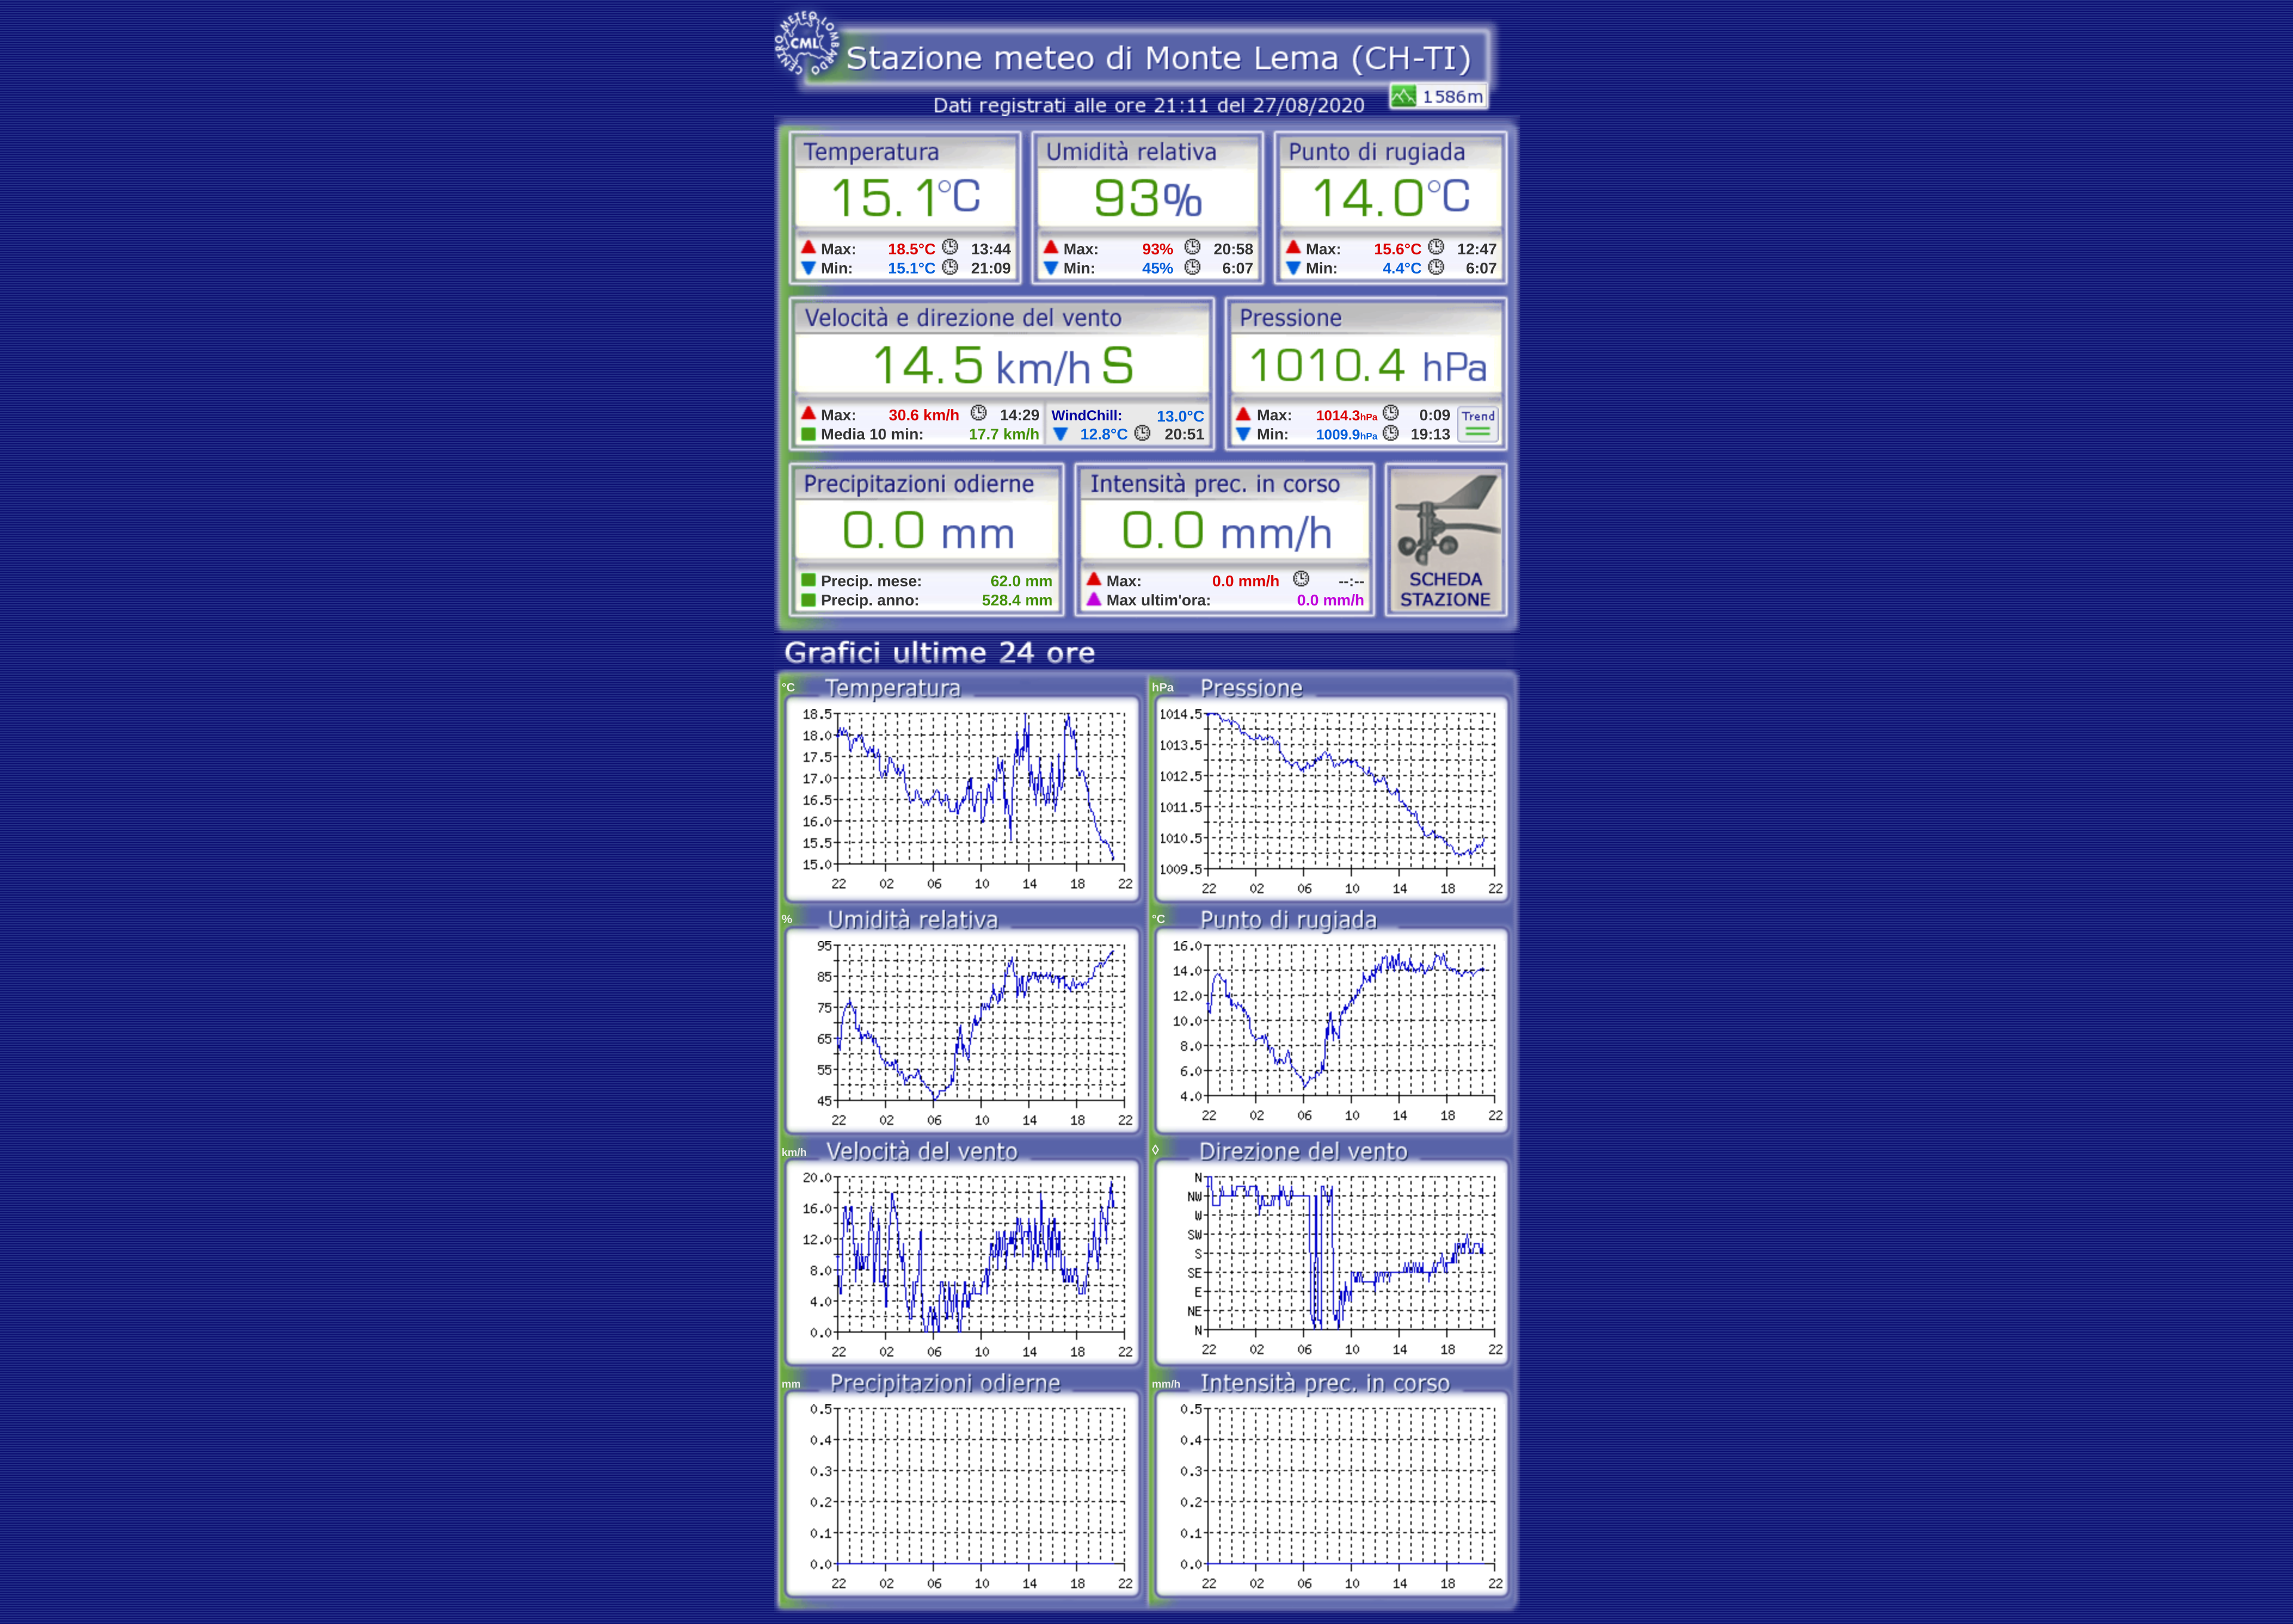 CENTRO METEO LOMBARDO
CML
Stazione meteo di Monte Lema (CH-TI)
Dati registrati alle ore 21:11 del 27/08/2020
1586m
Temperatura
15.1°C
Max: 18.5°C 13:44
Min: 15.1°C 21:09
Umidità relativa
93%
Max: 93% 20:58
Min: 45% 6:07
Punto di rugiada
14.0°C
Max: 15.6°C 12:47
Min: 4.4°C 6:07
Velocità e direzione del vento
14.5 km/h S
Max: 30.6 km/h 14:29
Media 10 min: 17.7 km/h
WindChill: 13.0°C
12.8°C 20:51
Pressione
1010.4 hPa
Max: 1014.3hPa 0:09
Min: 1009.9hPa 19:13
Trend
Precipitazioni odierne
0.0 mm
Precip. mese: 62.0 mm
Precip. anno: 528.4 mm
Intensità prec. in corso
0.0 mm/h
Max: 0.0 mm/h --:--
Max ultim'ora: 0.0 mm/h
SCHEDA
STAZIONE
Grafici ultime 24 ore
°C Temperatura
18.5
18.0
17.5
17.0
16.5
16.0
15.5
15.0
22 02 06 10 14 18 22
hPa Pressione
1014.5
1013.5
1012.5
1011.5
1010.5
1009.5
22 02 06 10 14 18 22
% Umidità relativa
95
85
75
65
55
45
22 02 06 10 14 18 22
°C Punto di rugiada
16.0
14.0
12.0
10.0
8.0
6.0
4.0
22 02 06 10 14 18 22
km/h Velocità del vento
20.0
16.0
12.0
8.0
4.0
0.0
22 02 06 10 14 18 22
◊ Direzione del vento
N
NW
W
SW
S
SE
E
NE
N
22 02 06 10 14 18 22
mm Precipitazioni odierne
0.5
0.4
0.3
0.2
0.1
0.0
22 02 06 10 14 18 22
mm/h Intensità prec. in corso
0.5
0.4
0.3
0.2
0.1
0.0
22 02 06 10 14 18 22